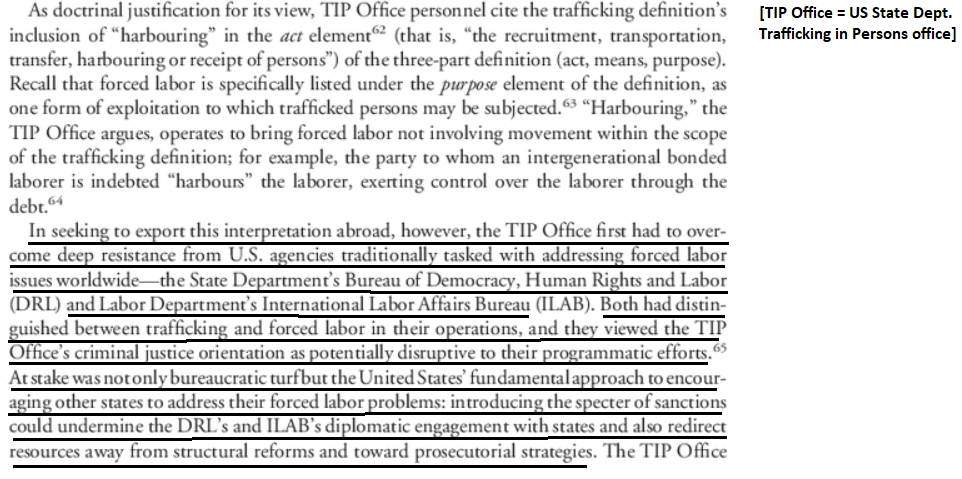 As doctrinal justification for its view, TIP Office personnel cite the trafficking definition's
inclusion of “harbouring” in the act element62 (that is, “the recruitment, transportation,
transfer, harbouring or receipt of persons”) of the three-part definition (act, means, purpose).
Recall that forced labor is specifically listed under the purpose element of the definition, as
one form of exploitation to which trafficked persons may be subjected.63 “Harbouring,” the
TIP Office argues, operates to bring forced labor not involving movement within the scope
of the trafficking definition; for example, the party to whom an intergenerational bonded
laborer is indebted “harbours” the laborer, exerting control over the laborer through the
debt.64
In seeking to export this interpretation abroad, however, the TIP Office first had to over-
come deep resistance from U.S. agencies traditionally tasked with addressing forced labor
issues worldwide—the State Department's Bureau of Democracy, Human Rights and Labor
(DRL) and Labor Department's International Labor Affairs Bureau (ILAB). Both had distin-
guished between trafficking and forced labor in their operations, and they viewed the TIP
Office's criminal justice orientation as potentially disruptive to their programmatic efforts.65
At stake was not only bureaucratic turf but the United States' fundamental approach to encour-
aging other states to address their forced labor problems: introducing the specter of sanctions
could undermine the DRL's and ILAB's diplomatic engagement with states and also redirect
resources away from structural reforms and toward prosecutorial strategies. The TIP Office
[TIP Office = US State Dept.
Trafficking in Persons office]